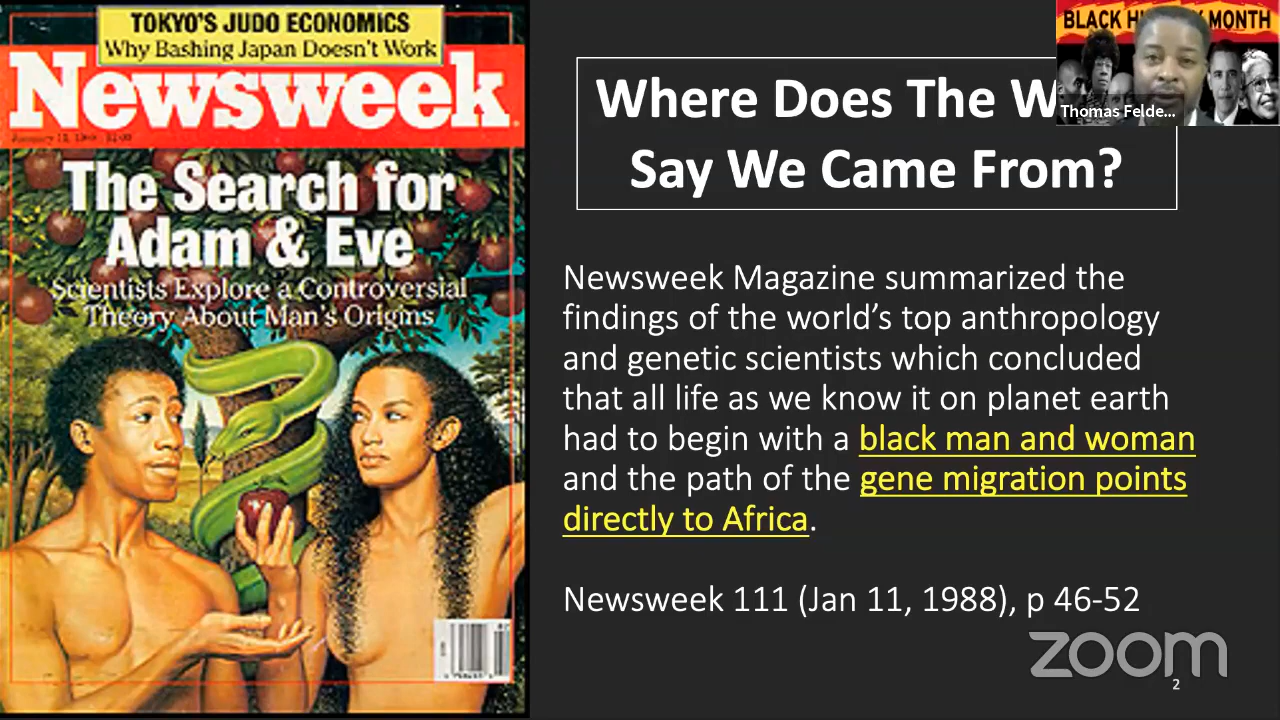 TOKYO'S JUDO ECONOMICS
Why Bashing Japan Doesn't Work
Newsweek
The Search for
Adam & Eve
Scientists Explore a Controversial
Theory About Man's Origins
Where Does The W
Say We Came From?
BLACK HI Y MONTH
Thomas Felde...
Newsweek Magazine summarized the
findings of the world's top anthropology
and genetic scientists which concluded
that all life as we know it on planet earth
had to begin with a black man and woman
and the path of the gene migration points
directly to Africa.
Newsweek 111 (Jan 11, 1988), p 46-52
zoom
2